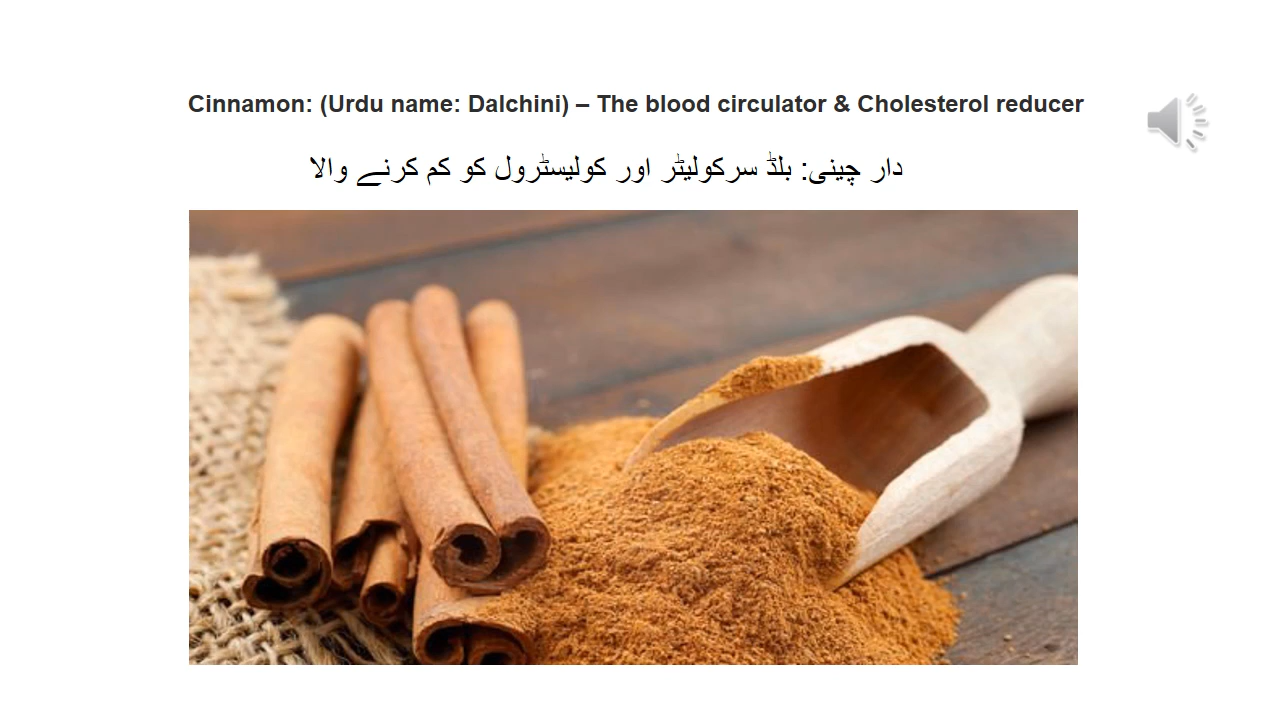 Cinnamon: (Urdu name: Dalchini) – The blood circulator & Cholesterol reducer
دار چینی: بلڈ سرکولیٹر اور کولیسٹرول کو کم کرنے والا